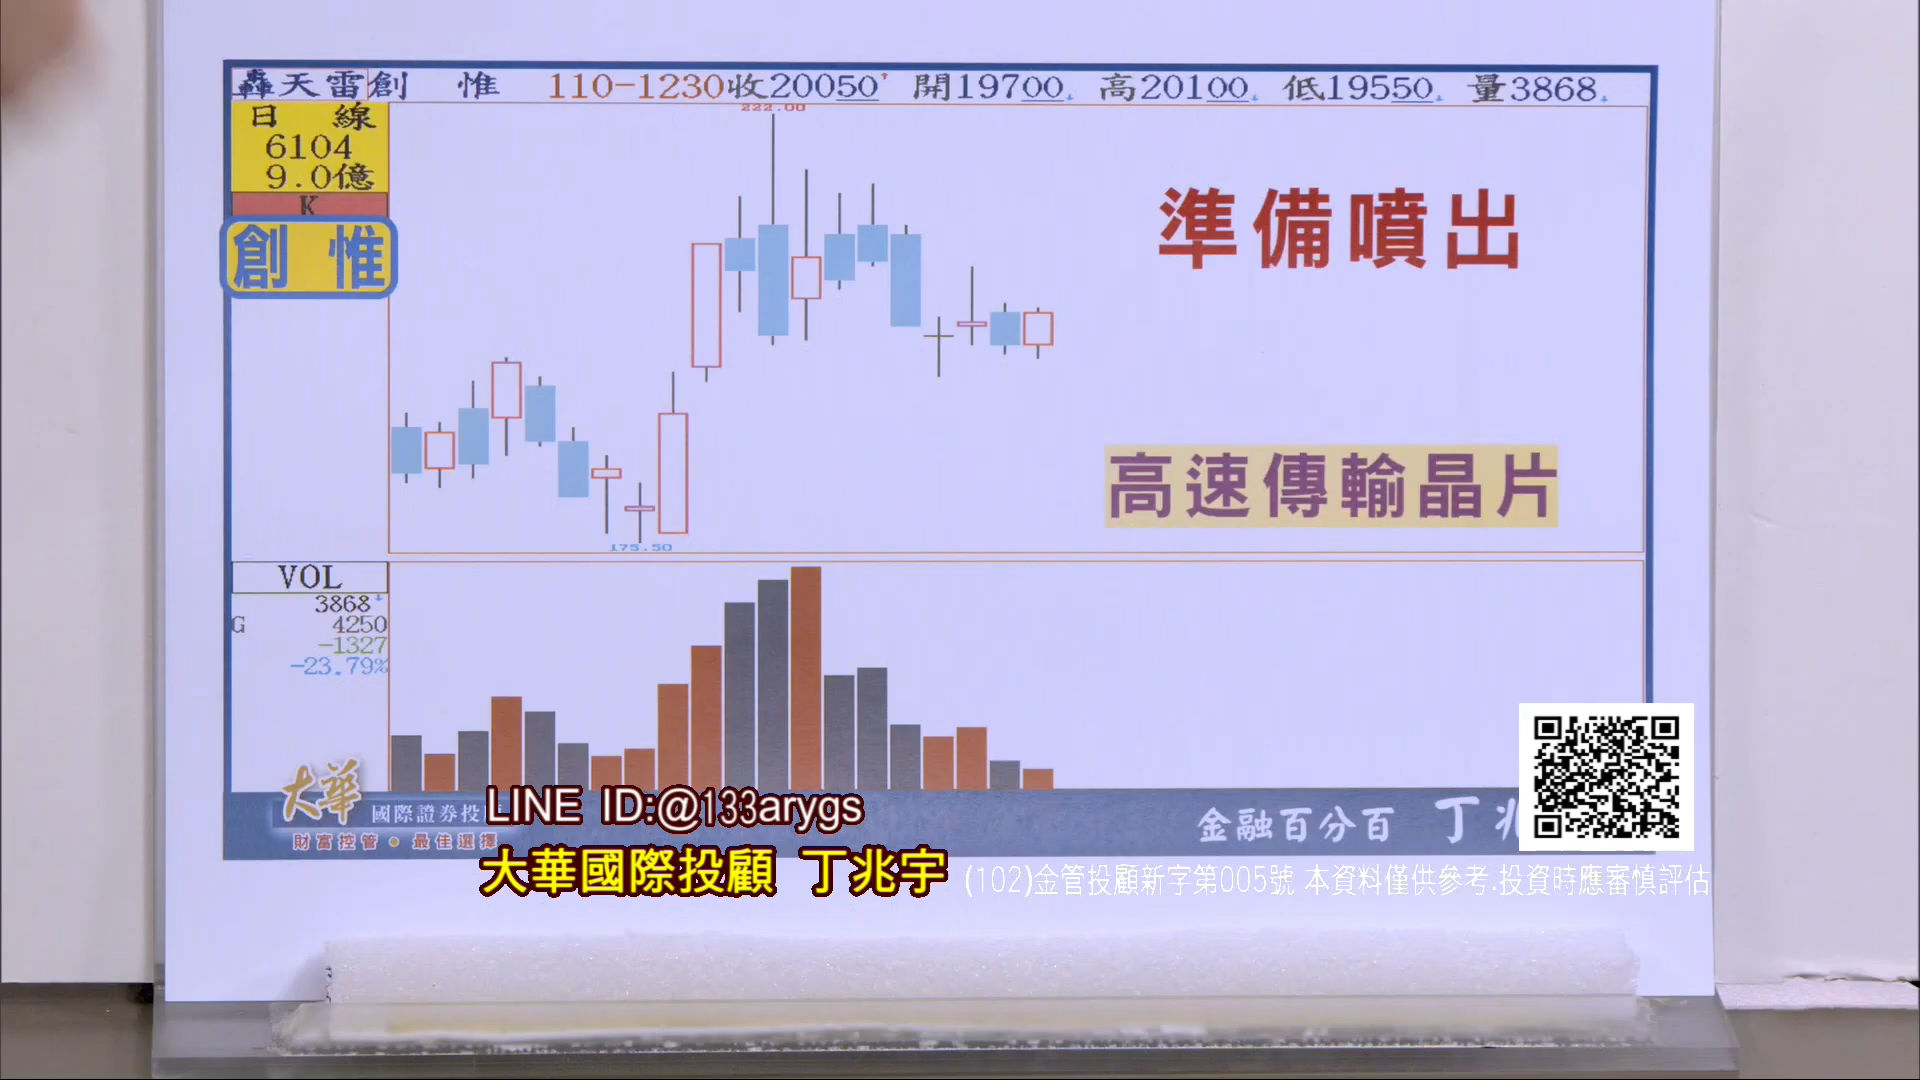 轟天雷創 惟 110-1230收20050 開19700 高20100 低19550 量3868
日 線
6104
9.0億
K
創 惟
222.00
準備噴出
高速傳輸晶片
175.50
VOL
3868
G 4250
-1327
-23.79%
大華 國際證券投
財富控管 • 最佳選擇
金融百分百 丁兆
LINE ID:@133arygs
大華國際投顧 丁兆宇
(102)金管投顧新字第005號 本資料僅供參考.投資時應審慎評估